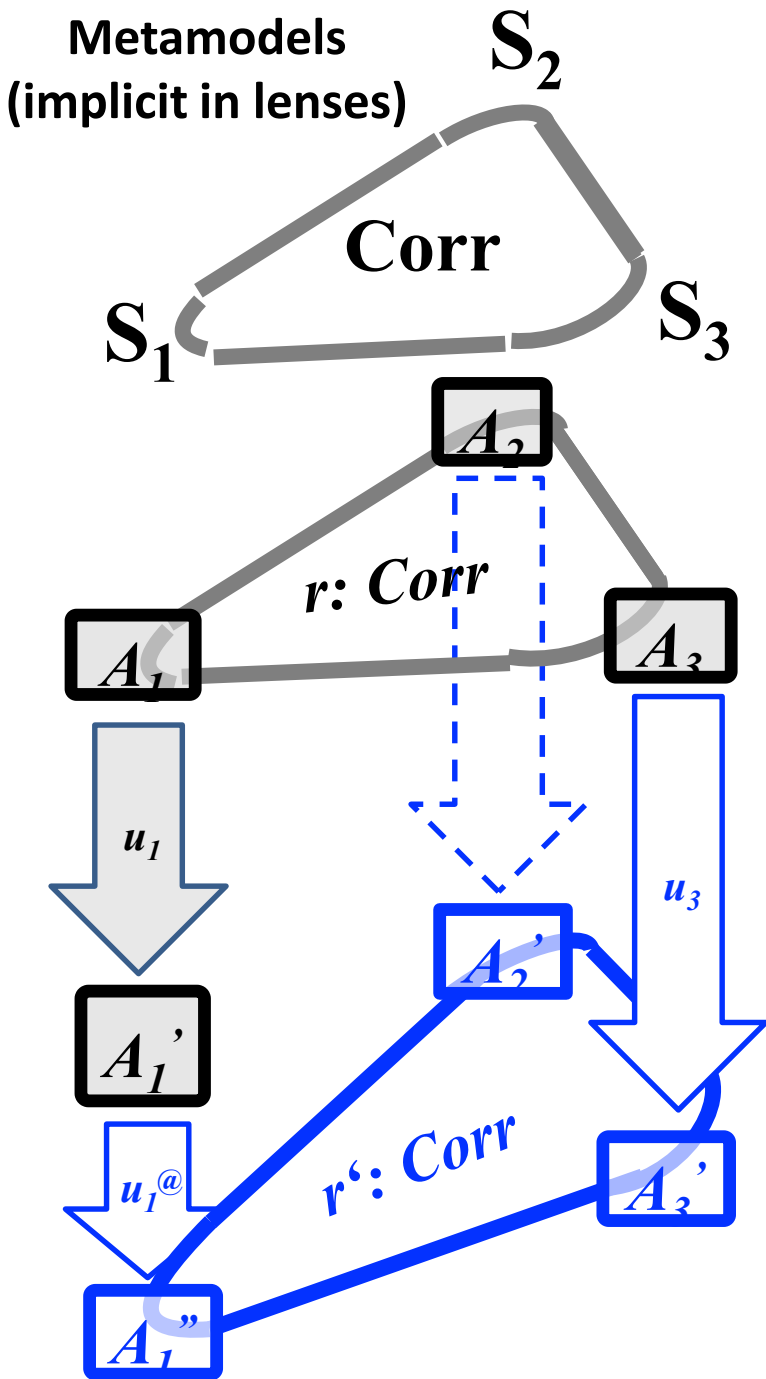 Metamodels
(implicit in lenses)
S₂
Corr
S₁
S₃
A₂
r: Corr
A₁
A₃
u₁
u₃
A₂’
A₁’
r‘: Corr
u₁@
A₃’
A₁”